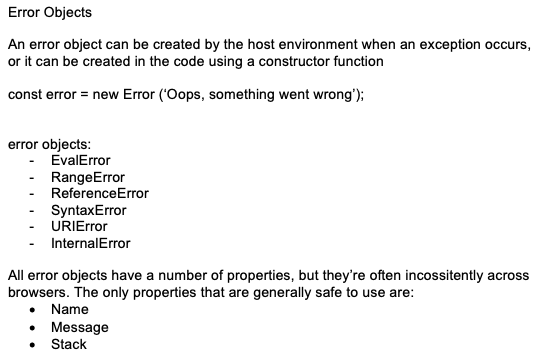 Error Objects
An error object can be created by the host environment when an exception occurs,
or it can be created in the code using a constructor function
const error = new Error (‘Oops, something went wrong’);
error objects:
- EvalError
- RangeError
- ReferenceError
- SyntaxError
- URIError
- InternalError
All error objects have a number of properties, but they’re often incossitently across
browsers. The only properties that are generally safe to use are:
• Name
• Message
• Stack